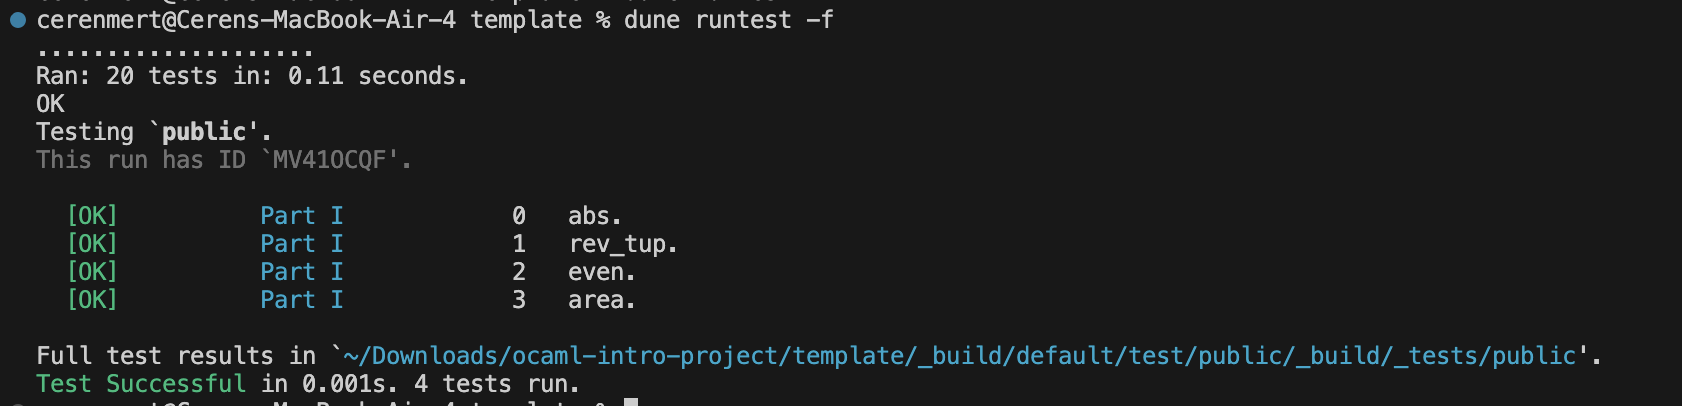 cerenmert@Cerens-MacBook-Air-4 template % dune runtest -f
....................
Ran: 20 tests in: 0.11 seconds.
OK
Testing `public'.
This run has ID `MV41OCQF'.
[OK] Part I 0 abs.
[OK] Part I 1 rev_tup.
[OK] Part I 2 even.
[OK] Part I 3 area.
Full test results in `~/Downloads/ocaml-intro-project/template/_build/default/test/public/_build/_tests/public'.
Test Successful in 0.001s. 4 tests run.